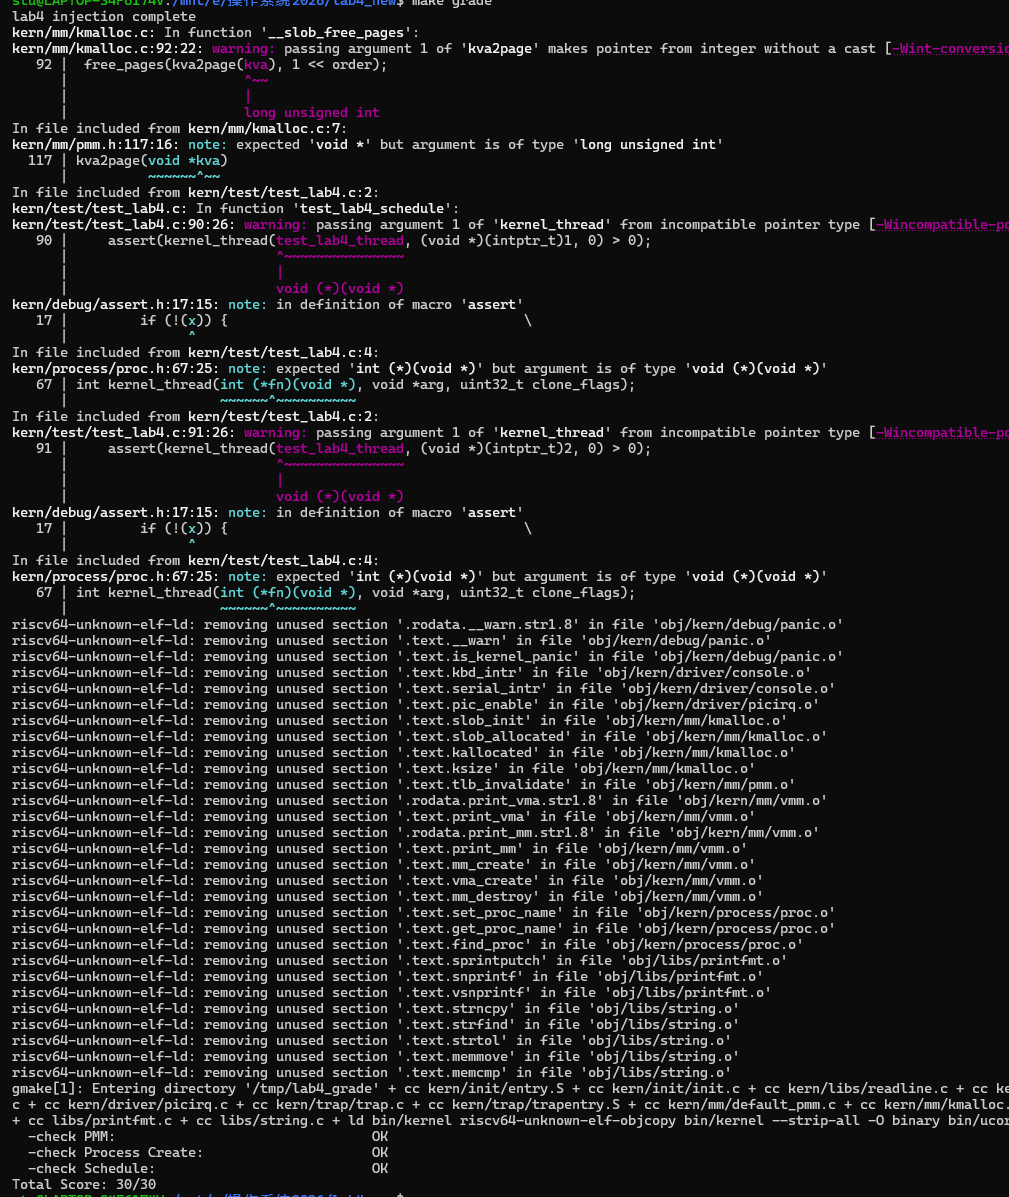 stu@LAPTOP-34F6174V:/mnt/e/操作系统2026/lab4_new$ make grade
lab4 injection complete
kern/mm/kmalloc.c: In function '__slob_free_pages':
kern/mm/kmalloc.c:92:22: warning: passing argument 1 of 'kva2page' makes pointer from integer without a cast [-Wint-conversio
   92 |  free_pages(kva2page(kva), 1 << order);
      |                      ^~~
      |                      |
      |                      long unsigned int
In file included from kern/mm/kmalloc.c:7:
kern/mm/pmm.h:117:16: note: expected 'void *' but argument is of type 'long unsigned int'
  117 | kva2page(void *kva)
      |          ~~~~~~^~~
In file included from kern/test/test_lab4.c:2:
kern/test/test_lab4.c: In function 'test_lab4_schedule':
kern/test/test_lab4.c:90:26: warning: passing argument 1 of 'kernel_thread' from incompatible pointer type [-Wincompatible-po
   90 |     assert(kernel_thread(test_lab4_thread, (void *)(intptr_t)1, 0) > 0);
      |                          ^~~~~~~~~~~~~~~~
      |                          |
      |                          void (*)(void *)
kern/debug/assert.h:17:15: note: in definition of macro 'assert'
   17 |         if (!(x)) {                                     \
      |               ^
In file included from kern/test/test_lab4.c:4:
kern/process/proc.h:67:25: note: expected 'int (*)(void *)' but argument is of type 'void (*)(void *)'
   67 | int kernel_thread(int (*fn)(void *), void *arg, uint32_t clone_flags);
      |                   ~~~~~~^~~~~~~~~~~
In file included from kern/test/test_lab4.c:2:
kern/test/test_lab4.c:91:26: warning: passing argument 1 of 'kernel_thread' from incompatible pointer type [-Wincompatible-po
   91 |     assert(kernel_thread(test_lab4_thread, (void *)(intptr_t)2, 0) > 0);
      |                          ^~~~~~~~~~~~~~~~
      |                          |
      |                          void (*)(void *)
kern/debug/assert.h:17:15: note: in definition of macro 'assert'
   17 |         if (!(x)) {                                     \
      |               ^
In file included from kern/test/test_lab4.c:4:
kern/process/proc.h:67:25: note: expected 'int (*)(void *)' but argument is of type 'void (*)(void *)'
   67 | int kernel_thread(int (*fn)(void *), void *arg, uint32_t clone_flags);
      |                   ~~~~~~^~~~~~~~~~~
riscv64-unknown-elf-ld: removing unused section '.rodata.__warn.str1.8' in file 'obj/kern/debug/panic.o'
riscv64-unknown-elf-ld: removing unused section '.text.__warn' in file 'obj/kern/debug/panic.o'
riscv64-unknown-elf-ld: removing unused section '.text.is_kernel_panic' in file 'obj/kern/debug/panic.o'
riscv64-unknown-elf-ld: removing unused section '.text.kbd_intr' in file 'obj/kern/driver/console.o'
riscv64-unknown-elf-ld: removing unused section '.text.serial_intr' in file 'obj/kern/driver/console.o'
riscv64-unknown-elf-ld: removing unused section '.text.pic_enable' in file 'obj/kern/driver/picirq.o'
riscv64-unknown-elf-ld: removing unused section '.text.slob_init' in file 'obj/kern/mm/kmalloc.o'
riscv64-unknown-elf-ld: removing unused section '.text.slob_allocated' in file 'obj/kern/mm/kmalloc.o'
riscv64-unknown-elf-ld: removing unused section '.text.kallocated' in file 'obj/kern/mm/kmalloc.o'
riscv64-unknown-elf-ld: removing unused section '.text.ksize' in file 'obj/kern/mm/kmalloc.o'
riscv64-unknown-elf-ld: removing unused section '.text.tlb_invalidate' in file 'obj/kern/mm/pmm.o'
riscv64-unknown-elf-ld: removing unused section '.rodata.print_vma.str1.8' in file 'obj/kern/mm/vmm.o'
riscv64-unknown-elf-ld: removing unused section '.text.print_vma' in file 'obj/kern/mm/vmm.o'
riscv64-unknown-elf-ld: removing unused section '.rodata.print_mm.str1.8' in file 'obj/kern/mm/vmm.o'
riscv64-unknown-elf-ld: removing unused section '.text.print_mm' in file 'obj/kern/mm/vmm.o'
riscv64-unknown-elf-ld: removing unused section '.text.mm_create' in file 'obj/kern/mm/vmm.o'
riscv64-unknown-elf-ld: removing unused section '.text.vma_create' in file 'obj/kern/mm/vmm.o'
riscv64-unknown-elf-ld: removing unused section '.text.mm_destroy' in file 'obj/kern/mm/vmm.o'
riscv64-unknown-elf-ld: removing unused section '.text.set_proc_name' in file 'obj/kern/process/proc.o'
riscv64-unknown-elf-ld: removing unused section '.text.get_proc_name' in file 'obj/kern/process/proc.o'
riscv64-unknown-elf-ld: removing unused section '.text.find_proc' in file 'obj/kern/process/proc.o'
riscv64-unknown-elf-ld: removing unused section '.text.sprintputch' in file 'obj/libs/printfmt.o'
riscv64-unknown-elf-ld: removing unused section '.text.snprintf' in file 'obj/libs/printfmt.o'
riscv64-unknown-elf-ld: removing unused section '.text.vsnprintf' in file 'obj/libs/printfmt.o'
riscv64-unknown-elf-ld: removing unused section '.text.strncpy' in file 'obj/libs/string.o'
riscv64-unknown-elf-ld: removing unused section '.text.strfind' in file 'obj/libs/string.o'
riscv64-unknown-elf-ld: removing unused section '.text.strtol' in file 'obj/libs/string.o'
riscv64-unknown-elf-ld: removing unused section '.text.memmove' in file 'obj/libs/string.o'
riscv64-unknown-elf-ld: removing unused section '.text.memcmp' in file 'obj/libs/string.o'
gmake[1]: Entering directory '/tmp/lab4_grade' + cc kern/init/entry.S + cc kern/init/init.c + cc kern/libs/readline.c + cc ke
c + cc kern/driver/picirq.c + cc kern/trap/trap.c + cc kern/trap/trapentry.S + cc kern/mm/default_pmm.c + cc kern/mm/kmalloc.
+ cc libs/printfmt.c + cc libs/string.c + ld bin/kernel riscv64-unknown-elf-objcopy bin/kernel --strip-all -O binary bin/ucor
  -check PMM:                                OK
  -check Process Create:                     OK
  -check Schedule:                           OK
Total Score: 30/30